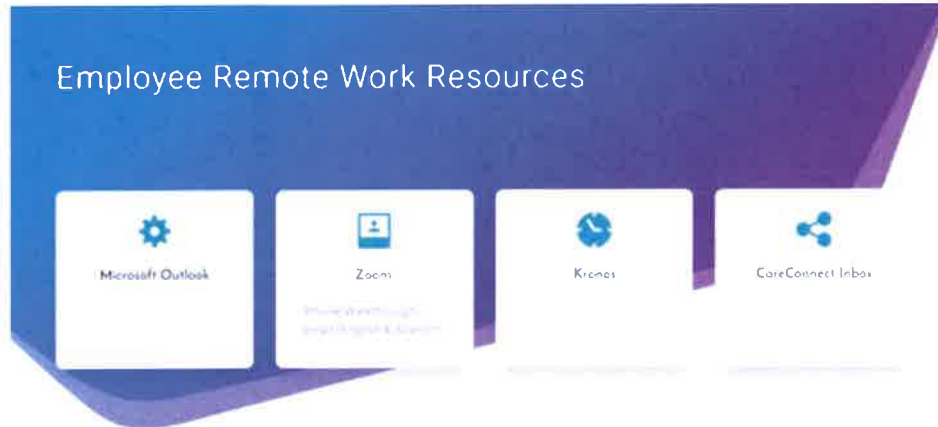 Employee Remote Work Resources
Microsoft Outlook
Zoom
Kronos
CareConnect Inbox